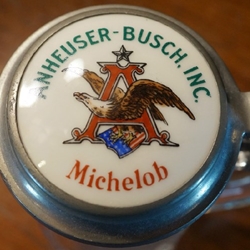 ANHEUSER-BUSCH, INC.
A
Michelob